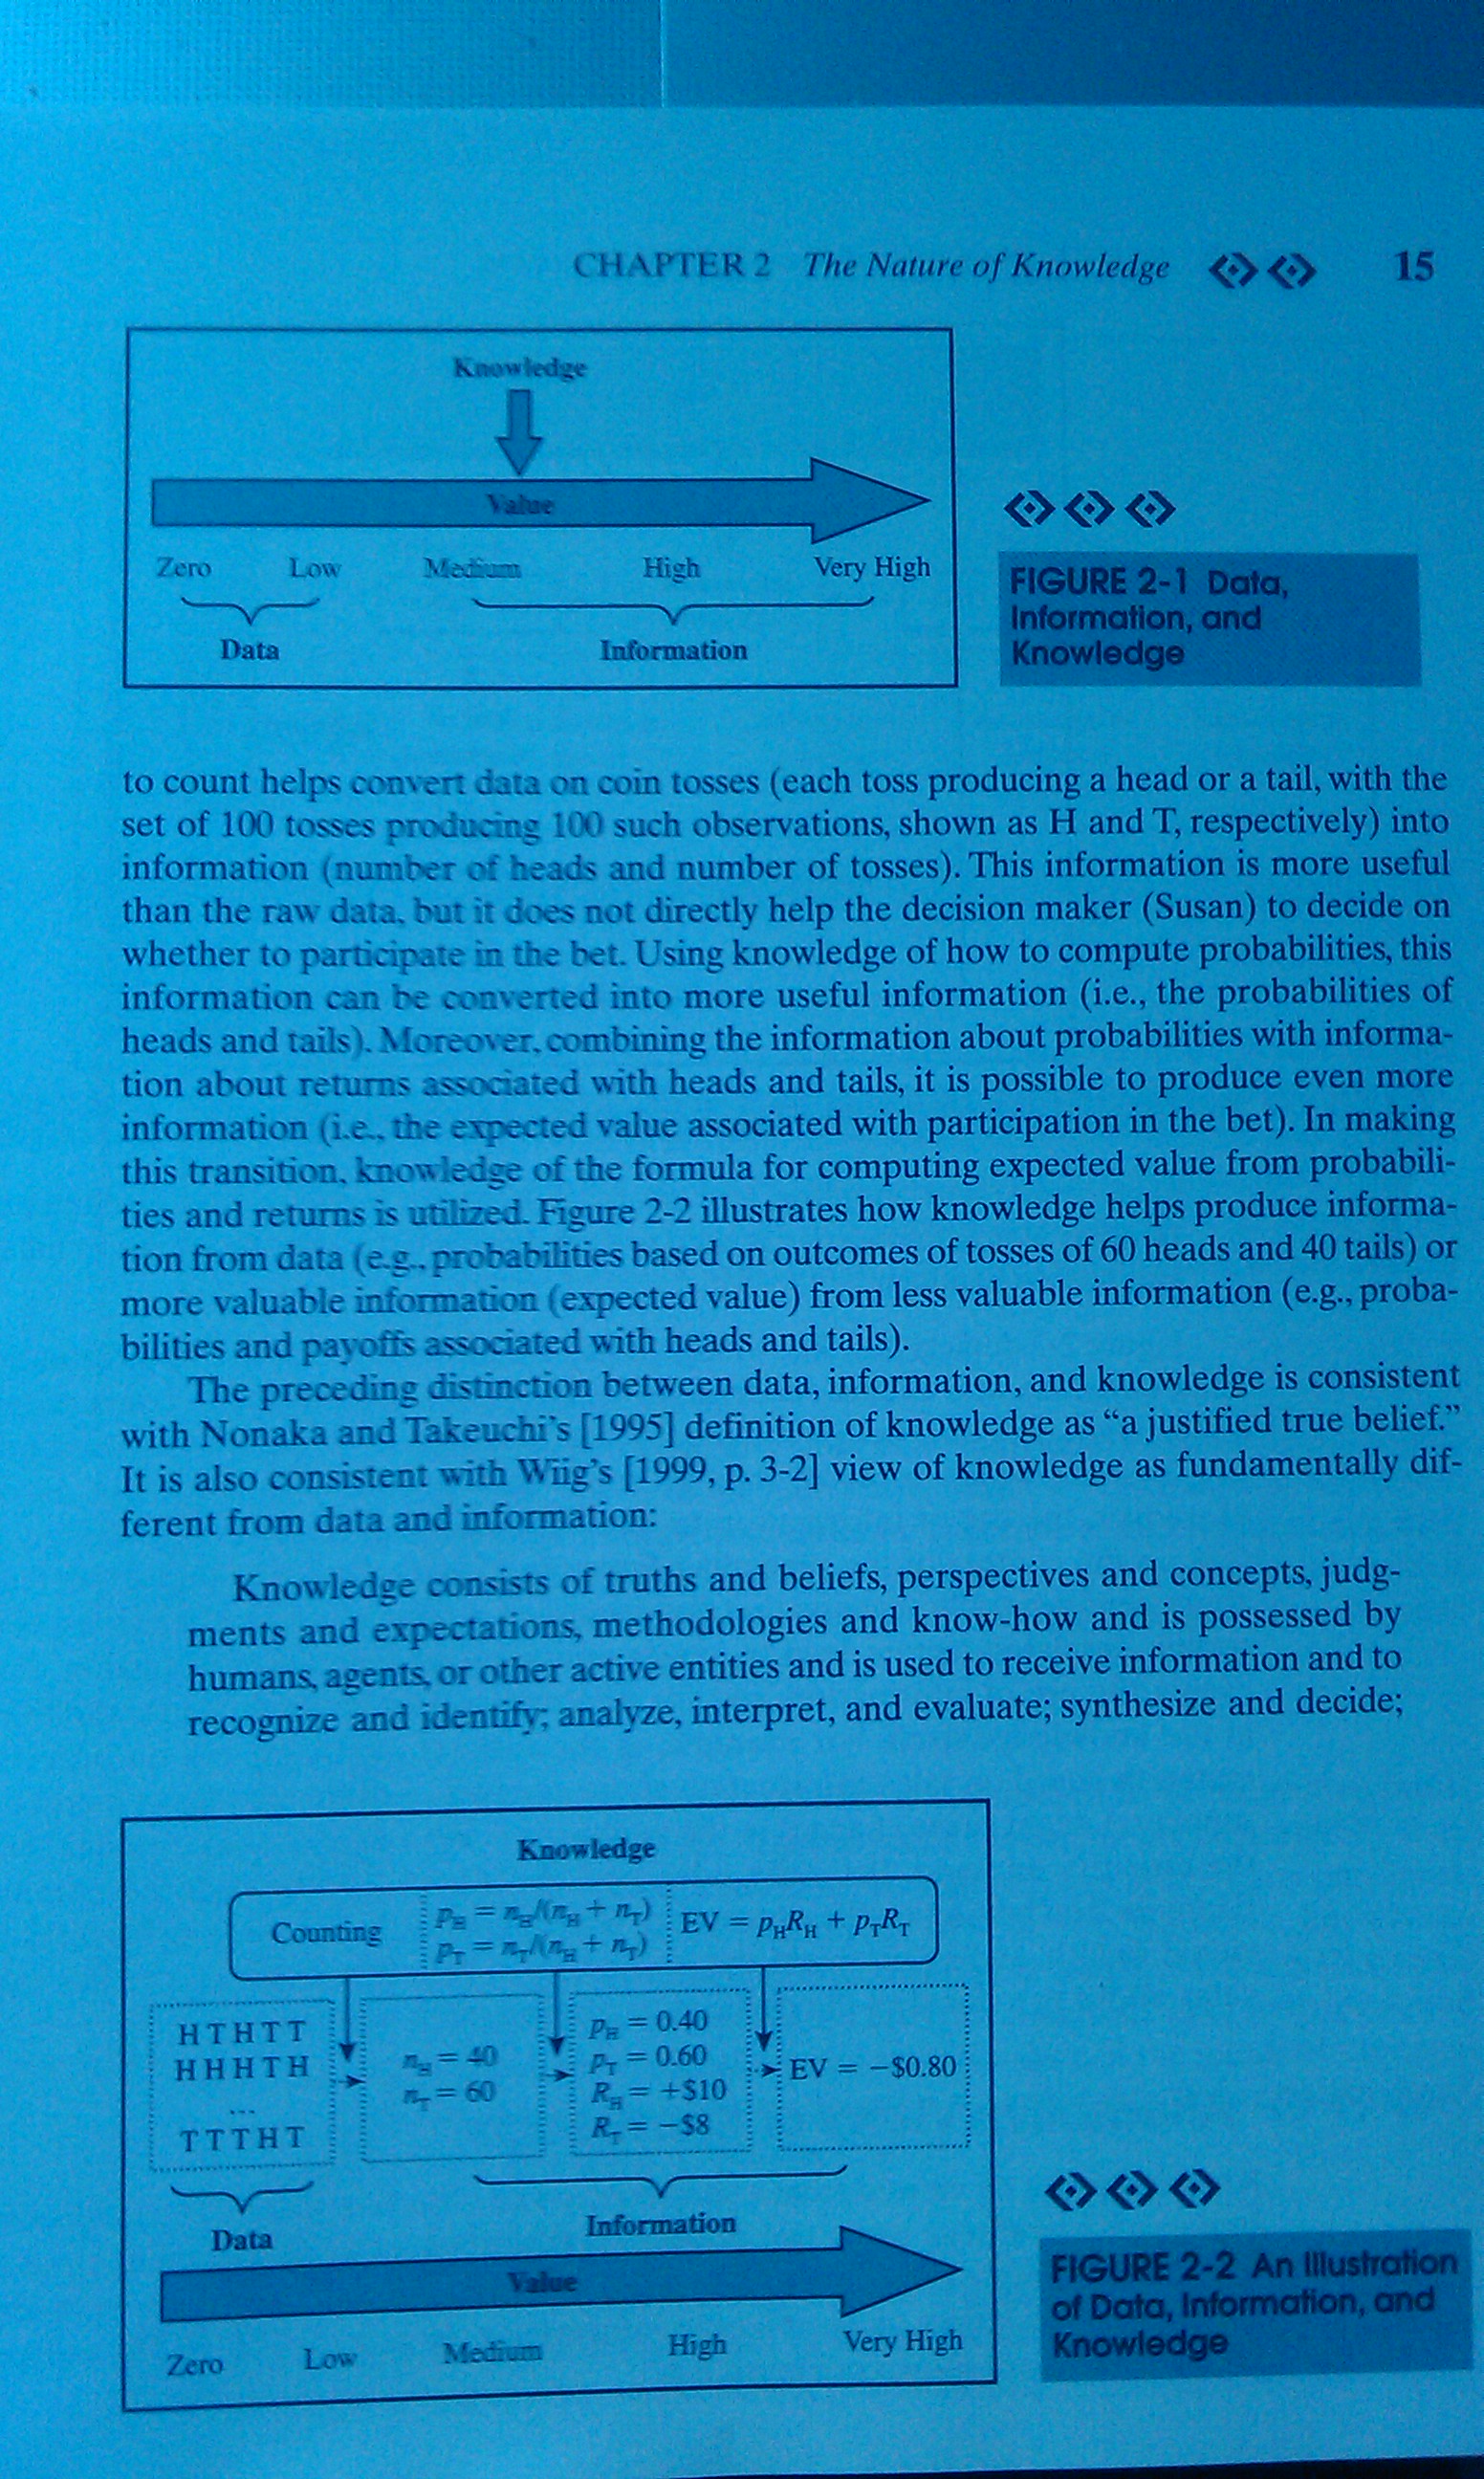 CHAPTER 2 The Nature of Knowledge 15
Knowledge
Value
Zero Low Medium High Very High
Data Information
FIGURE 2-1 Data,
Information, and
Knowledge
to count helps convert data on coin tosses (each toss producing a head or a tail, with the
set of 100 tosses producing 100 such observations, shown as H and T, respectively) into
information (number of heads and number of tosses). This information is more useful
than the raw data, but it does not directly help the decision maker (Susan) to decide on
whether to participate in the bet. Using knowledge of how to compute probabilities, this
information can be converted into more useful information (i.e., the probabilities of
heads and tails). Moreover, combining the information about probabilities with informa-
tion about returns associated with heads and tails, it is possible to produce even more
information (i.e., the expected value associated with participation in the bet). In making
this transition, knowledge of the formula for computing expected value from probabili-
ties and returns is utilized. Figure 2-2 illustrates how knowledge helps produce informa-
tion from data (e.g., probabilities based on outcomes of tosses of 60 heads and 40 tails) or
more valuable information (expected value) from less valuable information (e.g., proba-
bilities and payoffs associated with heads and tails).
The preceding distinction between data, information, and knowledge is consistent
with Nonaka and Takeuchi's [1995] definition of knowledge as “a justified true belief.”
It is also consistent with Wiig's [1999, p. 3-2] view of knowledge as fundamentally dif-
ferent from data and information:
Knowledge consists of truths and beliefs, perspectives and concepts, judg-
ments and expectations, methodologies and know-how and is possessed by
humans, agents, or other active entities and is used to receive information and to
recognize and identify; analyze, interpret, and evaluate; synthesize and decide;
Knowledge
Counting
p_H = n_H/(n_H + n_T)
p_T = n_T/(n_H + n_T)
EV = p_H R_H + p_T R_T
H T H T T
H H H T H
...
T T T H T
n_H = 40
n_T = 60
p_H = 0.40
p_T = 0.60
R_H = +$10
R_T = −$8
EV = −$0.80
Data Information
Value
Zero Low Medium High Very High
FIGURE 2-2 An Illustration
of Data, Information, and
Knowledge